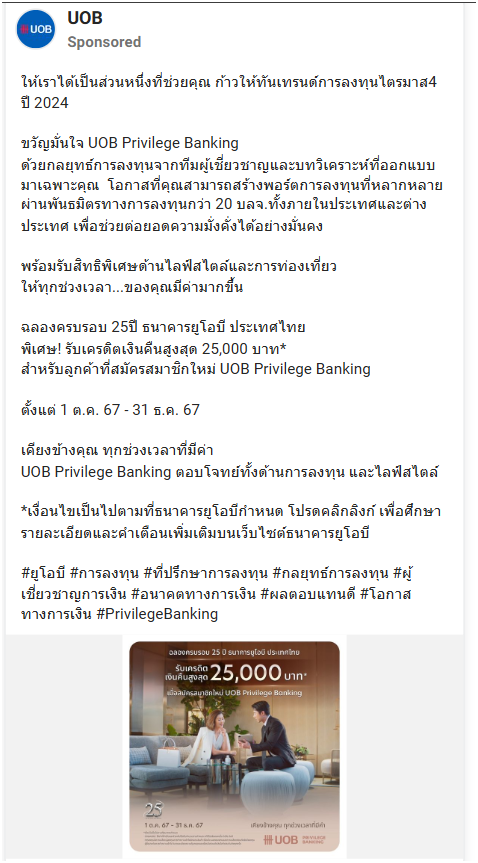 UOB
UOB
Sponsored
ให้เราได้เป็นส่วนหนึ่งที่ช่วยคุณ ก้าวให้ทันเทรนด์การลงทุนไตรมาส4
ปี 2024
ขวัญมั่นใจ UOB Privilege Banking
ด้วยกลยุทธ์การลงทุนจากทีมผู้เชี่ยวชาญและบทวิเคราะห์ที่ออกแบบ
มาเฉพาะคุณ โอกาสที่คุณสามารถสร้างพอร์ตการลงทุนที่หลากหลาย
ผ่านพันธมิตรทางการลงทุนกว่า 20 บลจ.ทั้งภายในประเทศและต่าง
ประเทศ เพื่อช่วยต่อยอดความมั่งคั่งได้อย่างมั่นคง
พร้อมรับสิทธิพิเศษด้านไลฟ์สไตล์และการท่องเที่ยว
ให้ทุกช่วงเวลา...ของคุณมีค่ามากขึ้น
ฉลองครบรอบ 25ปี ธนาคารยูโอบี ประเทศไทย
พิเศษ! รับเครดิตเงินคืนสูงสุด 25,000 บาท*
สำหรับลูกค้าที่สมัครสมาชิกใหม่ UOB Privilege Banking
ตั้งแต่ 1 ต.ค. 67 - 31 ธ.ค. 67
เคียงข้างคุณ ทุกช่วงเวลาที่มีค่า
UOB Privilege Banking ตอบโจทย์ทั้งด้านการลงทุน และไลฟ์สไตล์
*เงื่อนไขเป็นไปตามที่ธนาคารยูโอบีกำหนด โปรดคลิกลิงก์ เพื่อศึกษา
รายละเอียดและคำเตือนเพิ่มเติมบนเว็บไซต์ธนาคารยูโอบี
#ยูโอบี #การลงทุน #ที่ปรึกษาการลงทุน #กลยุทธ์การลงทุน #ผู้
เชี่ยวชาญการเงิน #อนาคตทางการเงิน #ผลตอบแทนดี #โอกาส
ทางการเงิน #PrivilegeBanking
ฉลองครบรอบ 25 ปี ธนาคารยูโอบี ประเทศไทย
รับเครดิต
เงินคืนสูงสุด 25,000 บาท*
เมื่อสมัครสมาชิกใหม่ UOB Privilege Banking
25
1 ต.ค. 67 - 31 ธ.ค. 67
เคียงข้างคุณ ทุกช่วงเวลาที่มีค่า
UOB PRIVILEGE
BANKING